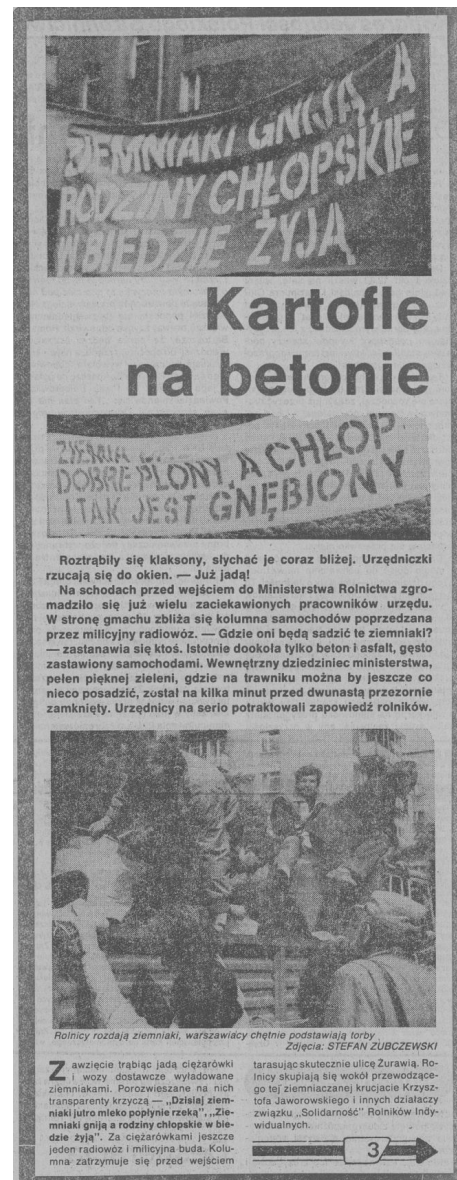 ZIEMNIAKI GNIJĄ, A
RODZINY CHŁOPSKIE
W BIEDZIE ŻYJĄ
Kartofle
na betonie
ZIEMIA
DOBRE PLONY, A CHŁOP
I TAK JEST GNĘBIONY
Roztrąbiły się klaksony, słychać je coraz bliżej. Urzędniczki
rzucają się do okien. — Już jadą!
Na schodach przed wejściem do Ministerstwa Rolnictwa zgro-
madziło się już wielu zaciekawionych pracowników urzędu.
W stronę gmachu zbliża się kolumna samochodów poprzedzana
przez milicyjny radiowóz. — Gdzie oni będą sadzić te ziemniaki?
— zastanawia się ktoś. Istotnie dookoła tylko beton i asfalt, gęsto
zastawiony samochodami. Wewnętrzny dziedziniec ministerstwa,
pełen pięknej zieleni, gdzie na trawniku można by jeszcze co
nieco posadzić, został na kilka minut przed dwunastą przezornie
zamknięty. Urzędnicy na serio potraktowali zapowiedź rolników.
Rolnicy rozdają ziemniaki, warszawiacy chętnie podstawiają torby
Zdjęcia: STEFAN ZUBCZEWSKI
Zawzięcie trąbiąc jadą ciężarówki
i wozy dostawcze wyładowane
ziemniakami. Porozwieszane na nich
transparenty krzyczą — „Dzisiaj ziem-
niaki jutro mleko popłynie rzeką", „Zie-
mniaki gniją a rodziny chłopskie w bie-
dzie żyją". Za ciężarówkami jeszcze
jeden radiowóz i milicyjna buda. Kolu-
mna zatrzymuje się przed wejściem
tarasując skutecznie ulicę Żurawią. Ro-
lnicy skupiają się wokół przewodzące-
go tej ziemniaczanej krucjacie Krzysz-
tofa Jaworowskiego i innych działaczy
związku „Solidarność" Rolników Indy-
widualnych.
3